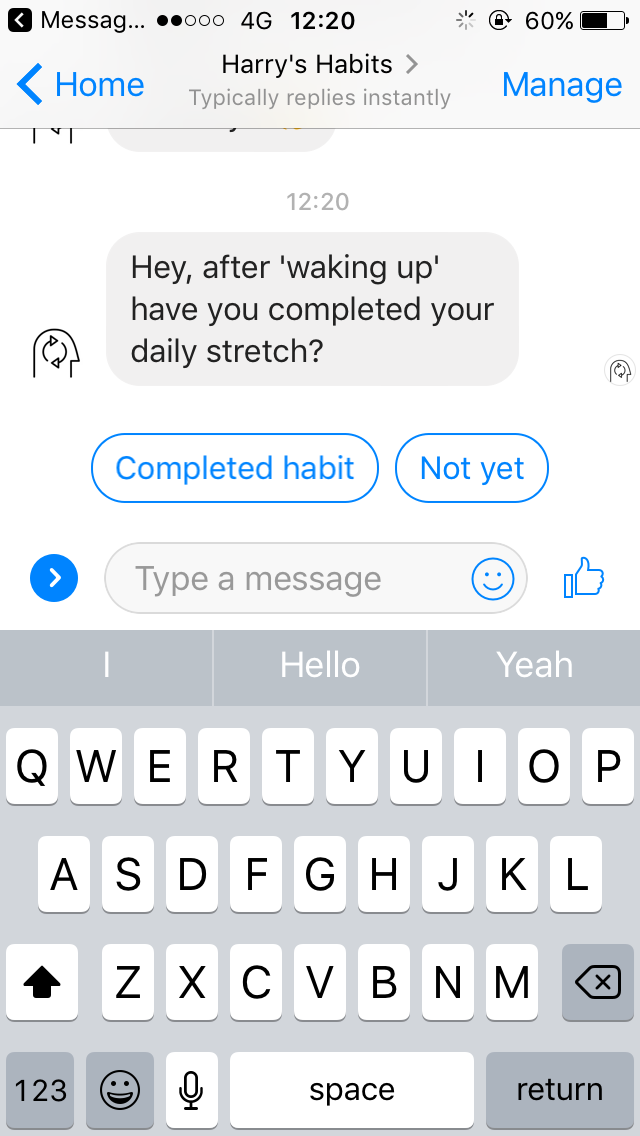 Messag... 4G 12:20 60%
Home Harry's Habits Manage
Typically replies instantly
12:20
Hey, after 'waking up'
have you completed your
daily stretch?
Completed habit Not yet
Type a message
I Hello Yeah
Q W E R T Y U I O P
A S D F G H J K L
Z X C V B N M
123 space return